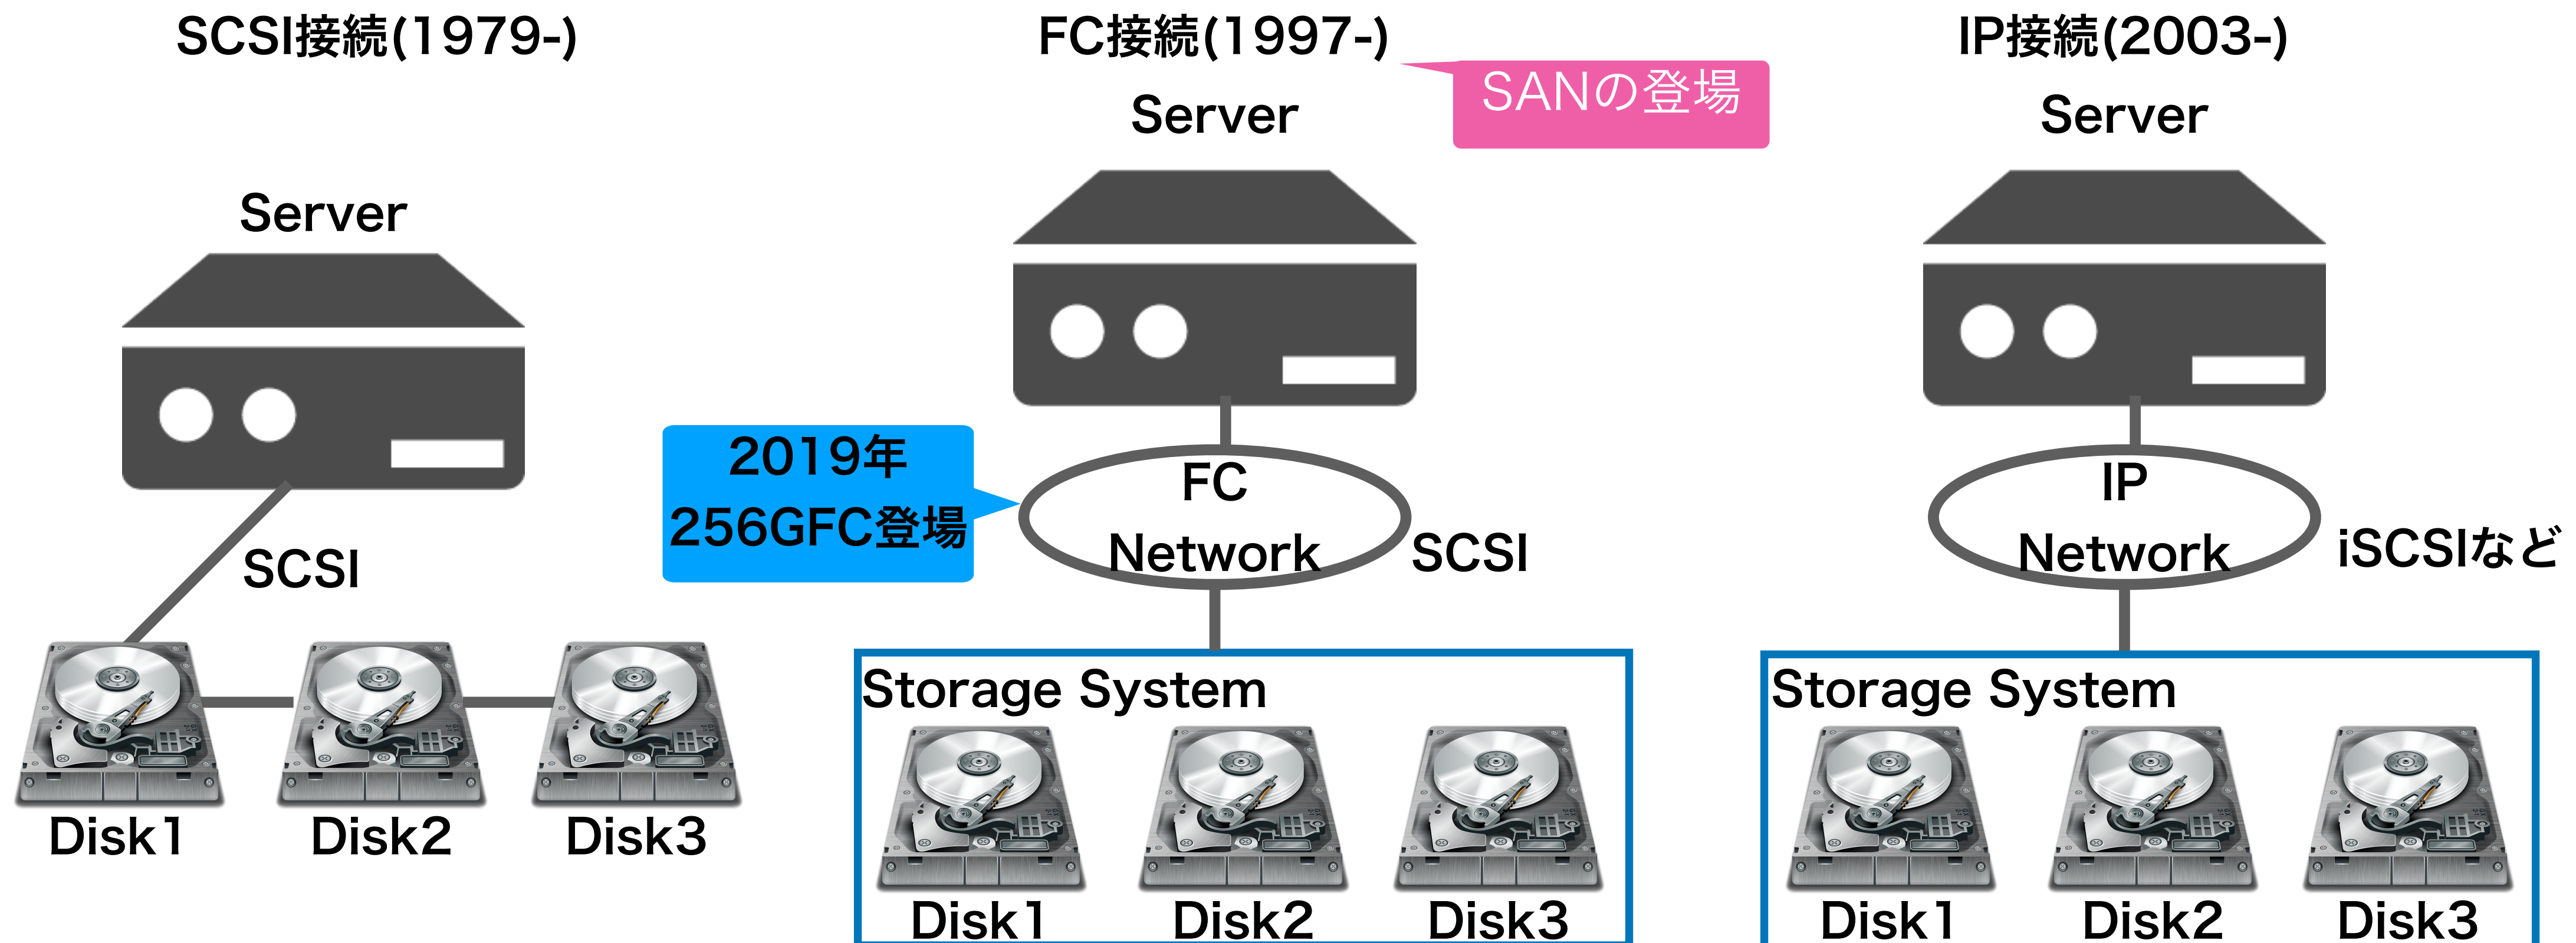 SCSI接続(1979-)
Server
SCSI
Disk1
Disk2
Disk3
FC接続(1997-)
SANの登場
Server
2019年
256GFC登場
FC
Network
SCSI
Storage System
Disk1
Disk2
Disk3
IP接続(2003-)
Server
IP
Network
iSCSIなど
Storage System
Disk1
Disk2
Disk3